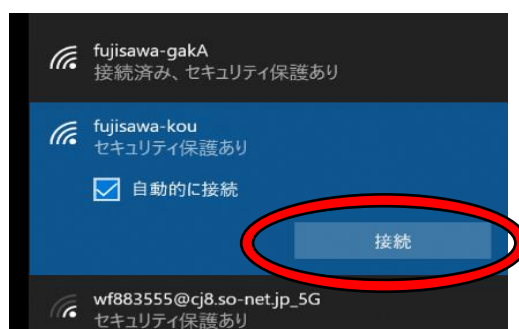 fujisawa-gakA
接続済み、セキュリティ保護あり
fujisawa-kou
セキュリティ保護あり
自動的に接続
接続
wf883555@cj8.so-net.jp_5G
セキュリティ保護あり